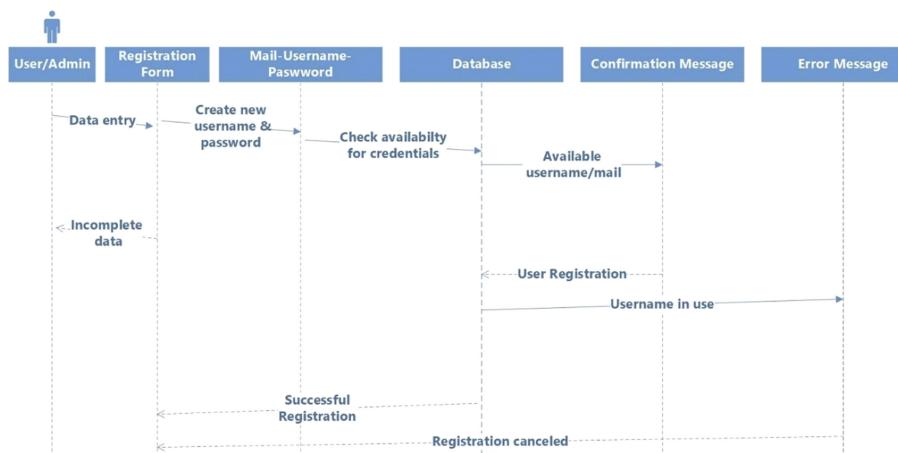 User/Admin
Registration
Form
Mail-Username-
Paswword
Database
Confirmation Message
Error Message
Data entry
Create new
username &
password
Check availabilty
for credentials
Available
username/mail
Incomplete
data
User Registration
Username in use
Successful
Registration
Registration canceled